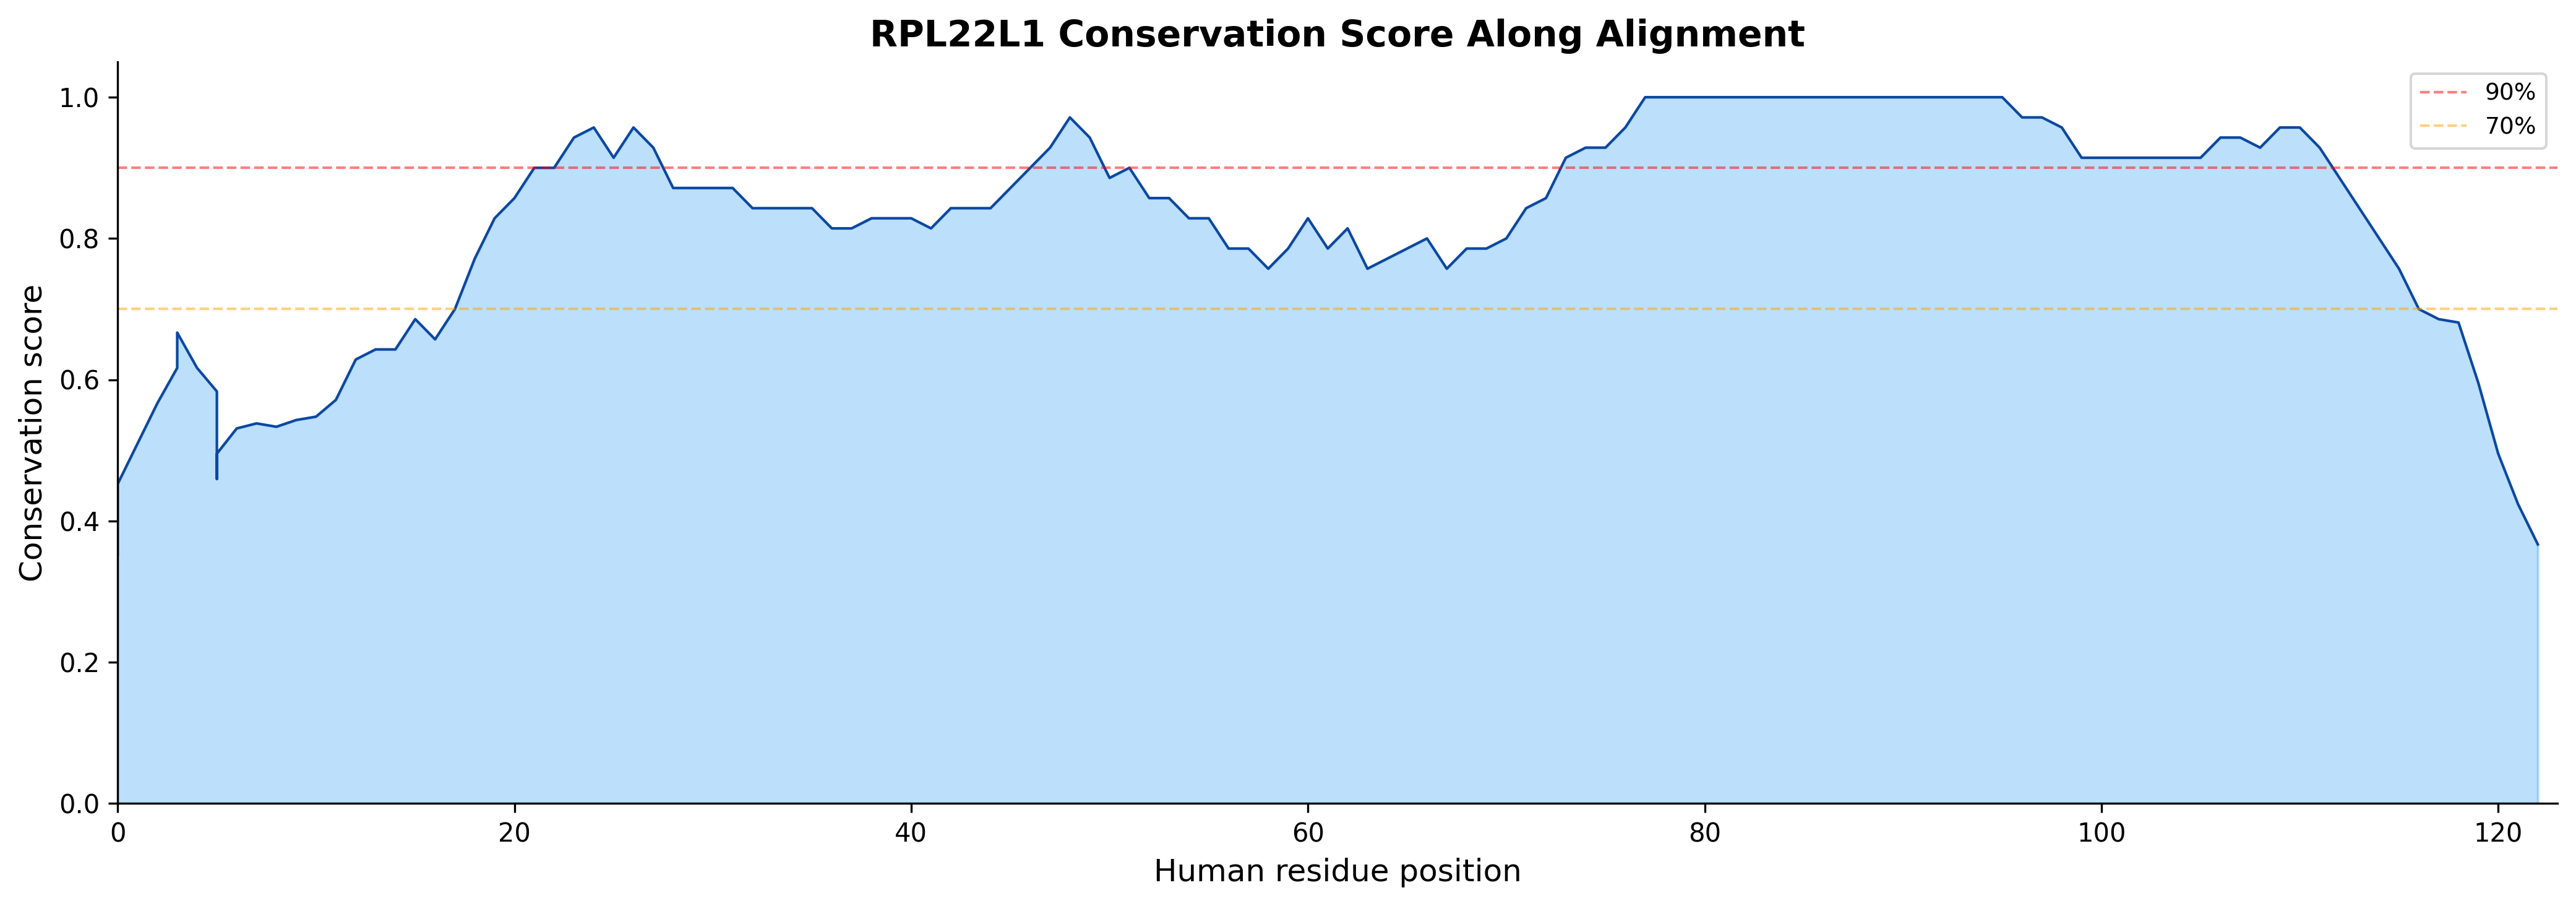 RPL22L1 Conservation Score Along Alignment
90%
70%
Conservation score
1.0
0.8
0.6
0.4
0.2
0.0
0 20 40 60 80 100 120
Human residue position